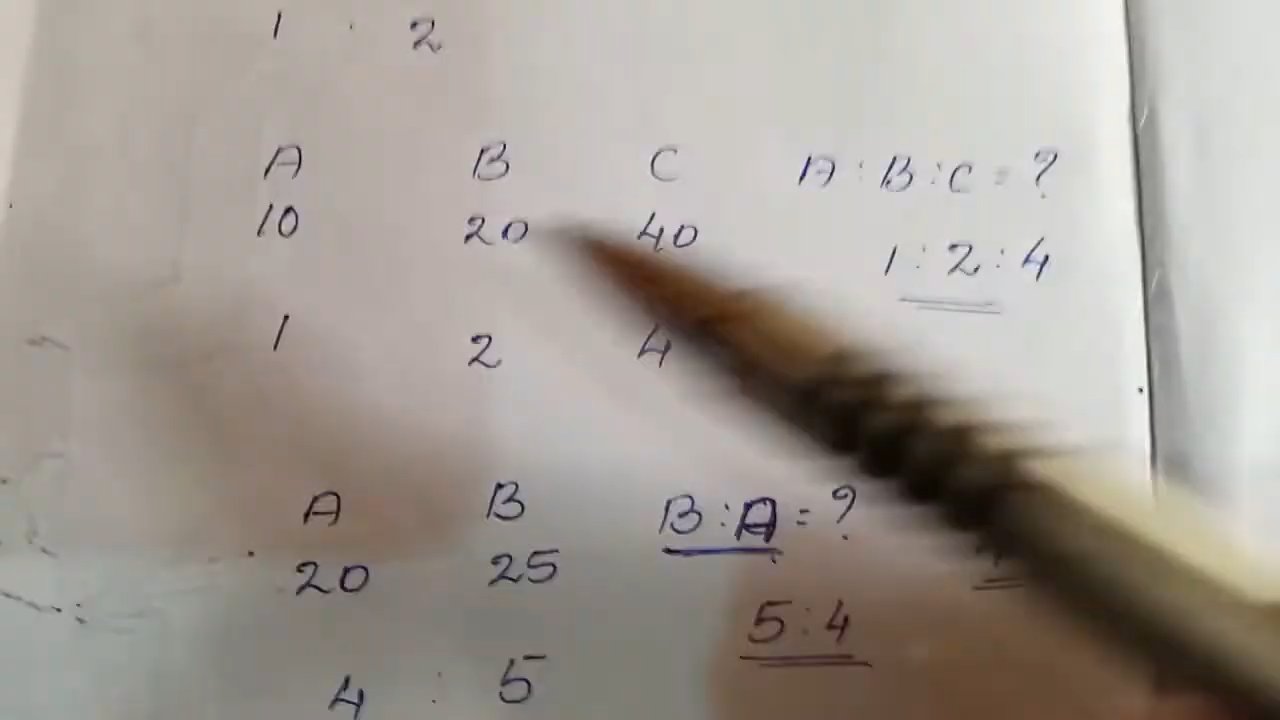 1 : 2
A B C A : B : C = ?
10 20 40
1 : 2 : 4
1 2 4
A B B : A = ?
20 25
5 : 4
4 : 5